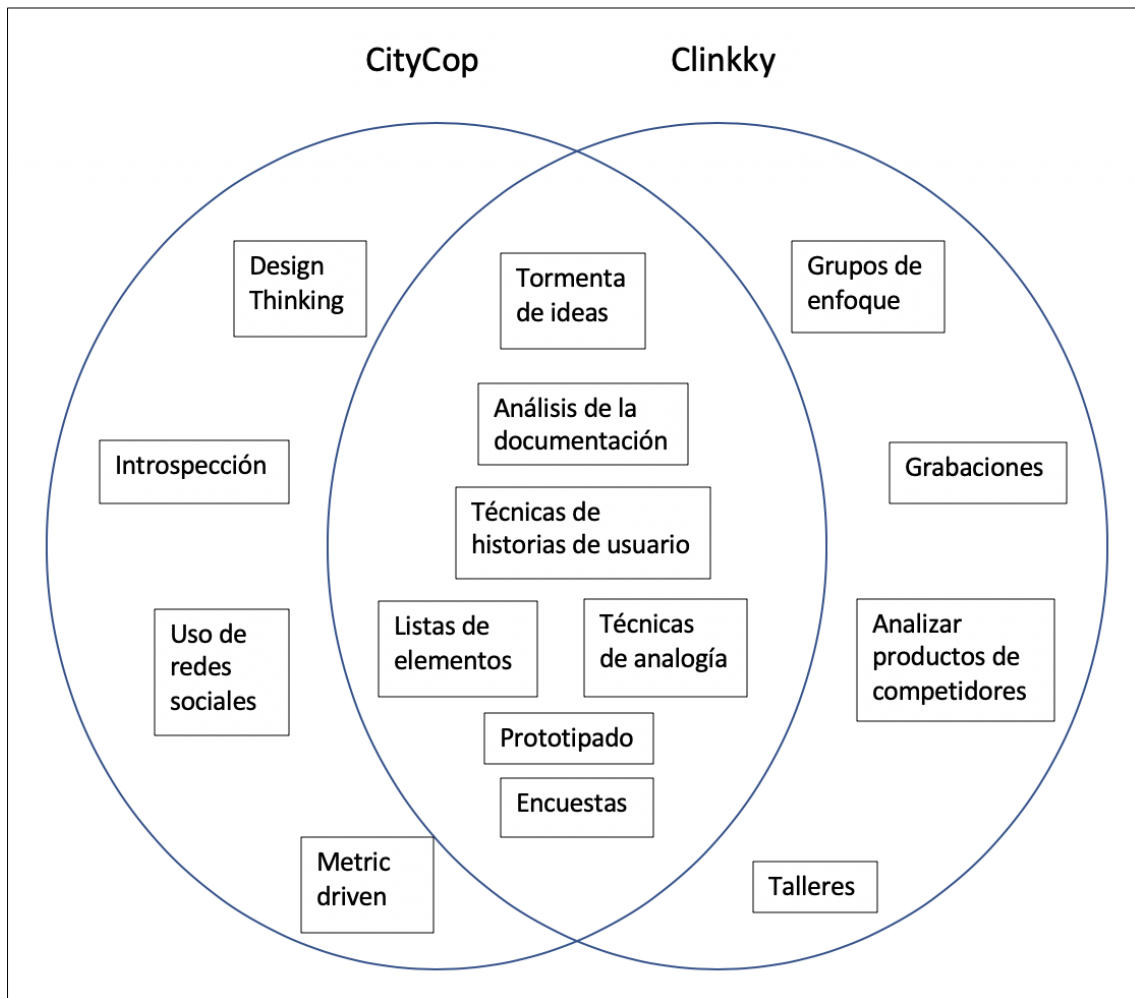 CityCop
Clinkky
Design
Thinking
Tormenta
de ideas
Grupos de
enfoque
Análisis de la
documentación
Introspección
Grabaciones
Técnicas de
historias de usuario
Uso de
redes
sociales
Listas de
elementos
Técnicas
de analogía
Analizar
productos de
competidores
Prototipado
Encuestas
Metric
driven
Talleres